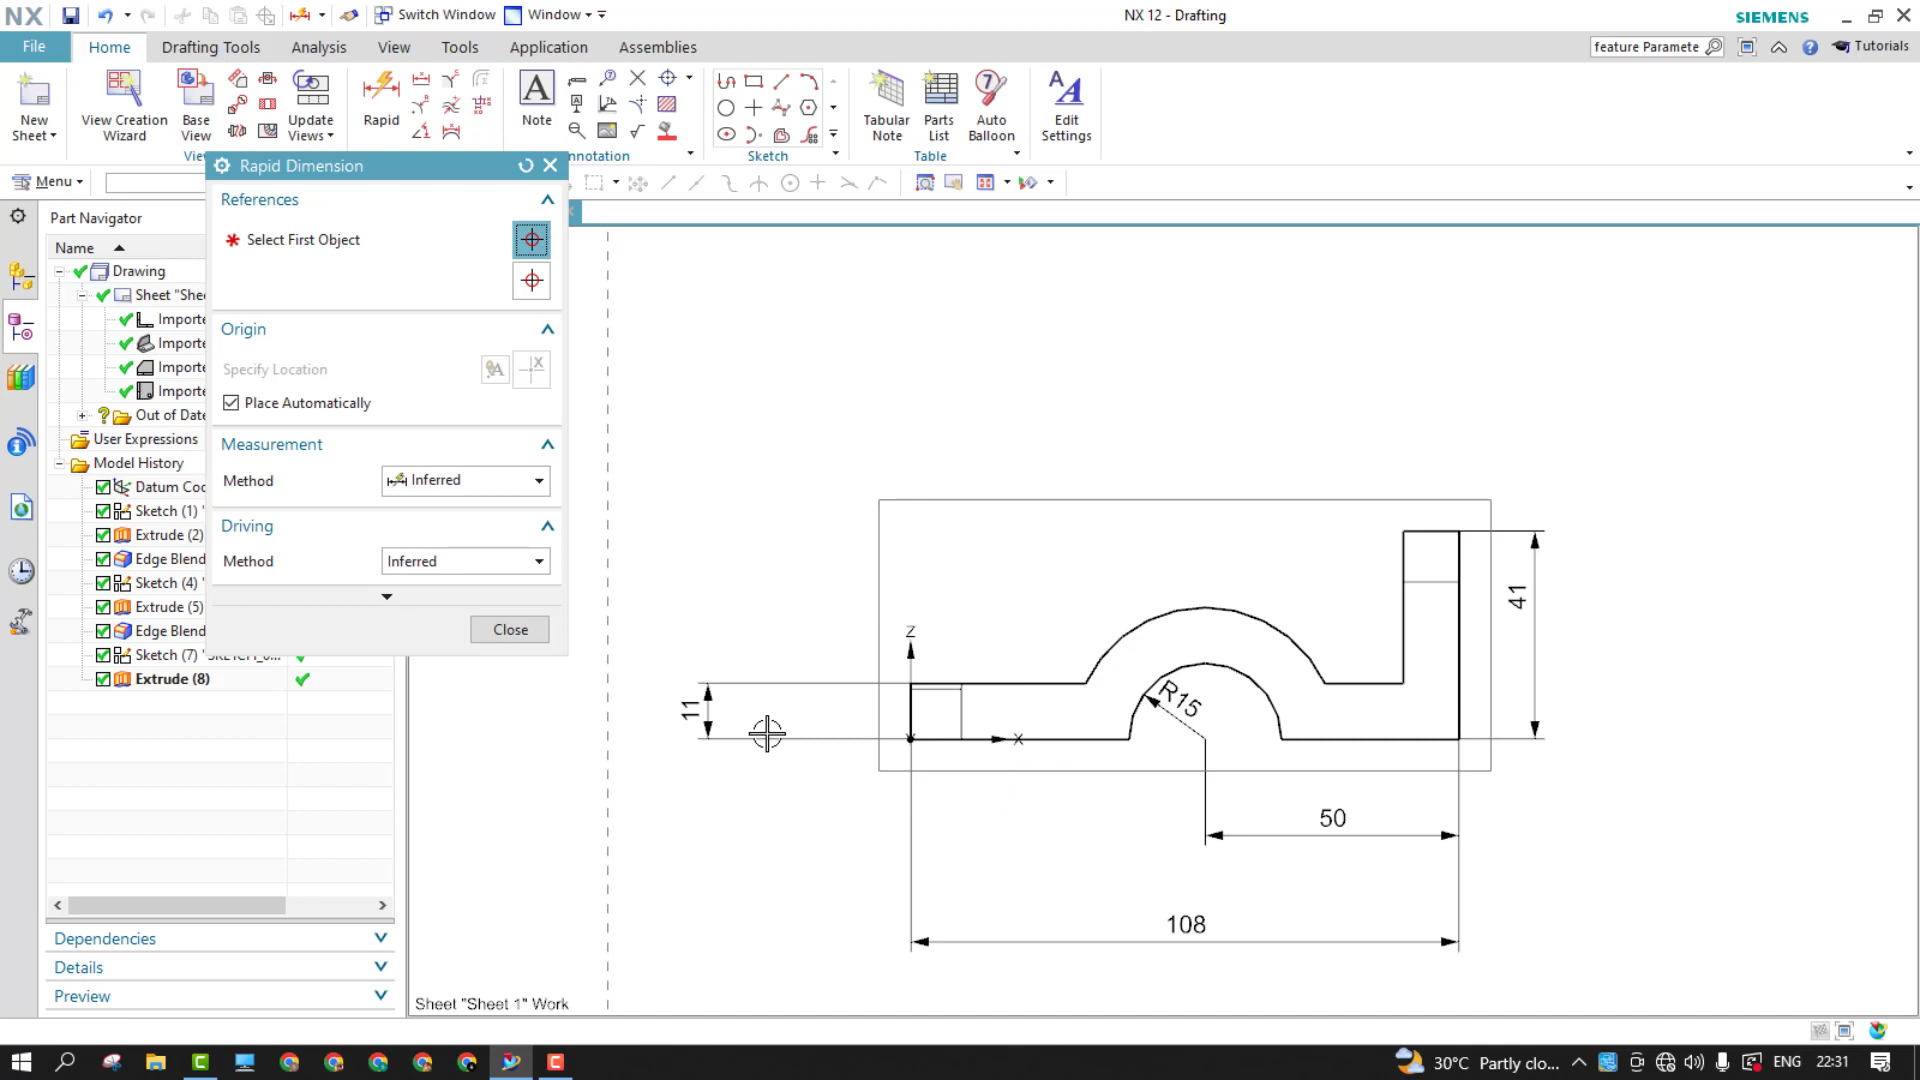 NX
Switch Window
Window
NX 12 - Drafting
SIEMENS
File
Home
Drafting Tools
Analysis
View
Tools
Application
Assemblies
feature Paramete
Tutorials
New Sheet
View Creation Wizard
Base View
Update Views
Rapid
Note
Tabular Note
Parts List
Auto Balloon
Edit Settings
Sketch
Table
Menu
Rapid Dimension
References
Select First Object
Origin
Specify Location
Place Automatically
Measurement
Method
Inferred
Driving
Method
Inferred
Close
Part Navigator
Name
Drawing
Sheet "Shee
Importe
Importe
Importe
Importe
Out of Date
User Expressions
Model History
Datum Coo
Sketch (1) "
Extrude (2)
Edge Blend
Sketch (4) "
Extrude (5)
Edge Blend
Sketch (7) "SKETCH_0...
Extrude (8)
Dependencies
Details
Preview
Z
X
11
R15
41
50
108
Sheet "Sheet 1" Work
30°C Partly clo...
ENG
22:31